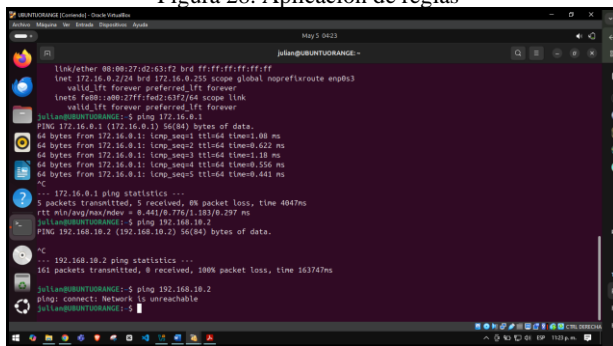 Figura 28. Aplicación de reglas
UBUNTUORANGE [Corriendo] - Oracle VirtualBox
Archivo Máquina Ver Entrada Dispositivos Ayuda
May 5 04:23
julian@UBUNTUORANGE: ~
link/ether 08:00:27:d2:63:f2 brd ff:ff:ff:ff:ff:ff
inet 172.16.0.2/24 brd 172.16.0.255 scope global noprefixroute enp0s3
valid_lft forever preferred_lft forever
inet6 fe80::a00:27ff:fed2:63f2/64 scope link
valid_lft forever preferred_lft forever
julian@UBUNTUORANGE:~$ ping 172.16.0.1
PING 172.16.0.1 (172.16.0.1) 56(84) bytes of data.
64 bytes from 172.16.0.1: icmp_seq=1 ttl=64 time=1.08 ms
64 bytes from 172.16.0.1: icmp_seq=2 ttl=64 time=0.622 ms
64 bytes from 172.16.0.1: icmp_seq=3 ttl=64 time=1.18 ms
64 bytes from 172.16.0.1: icmp_seq=4 ttl=64 time=0.556 ms
64 bytes from 172.16.0.1: icmp_seq=5 ttl=64 time=0.441 ms
^C
--- 172.16.0.1 ping statistics ---
5 packets transmitted, 5 received, 0% packet loss, time 4047ms
rtt min/avg/max/mdev = 0.441/0.776/1.183/0.297 ms
julian@UBUNTUORANGE:~$ ping 192.168.10.2
PING 192.168.10.2 (192.168.10.2) 56(84) bytes of data.
^C
--- 192.168.10.2 ping statistics ---
161 packets transmitted, 0 received, 100% packet loss, time 163747ms
julian@UBUNTUORANGE:~$ ping 192.168.10.2
ping: connect: Network is unreachable
julian@UBUNTUORANGE:~$
CTRL DERECHA
ESP 11:23 p. m.